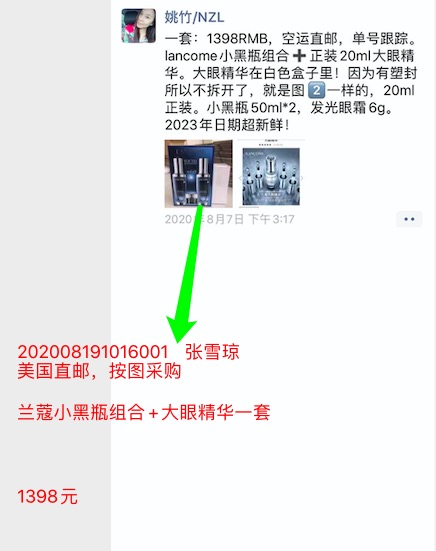 姚竹/NZL
一套：1398RMB，空运直邮，单号跟踪。
lancome小黑瓶组合➕正装20ml大眼精
华。大眼精华在白色盒子里！因为有塑封
所以不拆开了，就是图2️⃣一样的，20ml
正装。小黑瓶50ml*2，发光眼霜6g。
2023年日期超新鲜！
2020年8月7日 下午3:17
202008191016001 张雪琼
美国直邮，按图采购
兰蔻小黑瓶组合+大眼精华一套
1398元